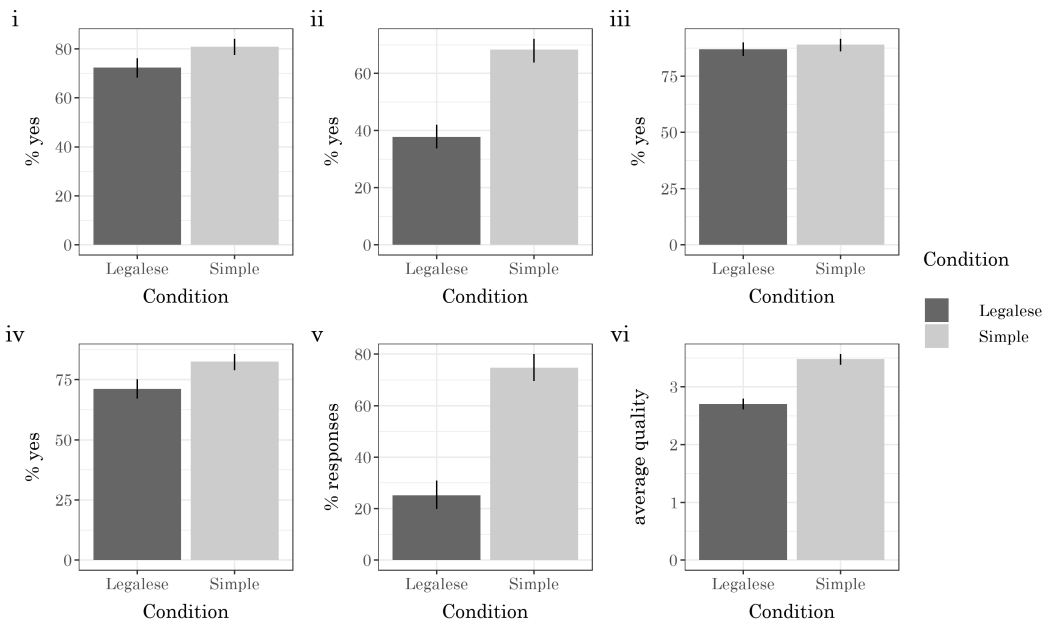 i
80
60
40
20
0
% yes
Legalese Simple
Condition
ii
60
40
20
0
% yes
Legalese Simple
Condition
iii
75
50
25
0
% yes
Legalese Simple
Condition
iv
75
50
25
0
% yes
Legalese Simple
Condition
v
80
60
40
20
0
% responses
Legalese Simple
Condition
vi
3
2
1
0
average quality
Legalese Simple
Condition
Condition
Legalese
Simple